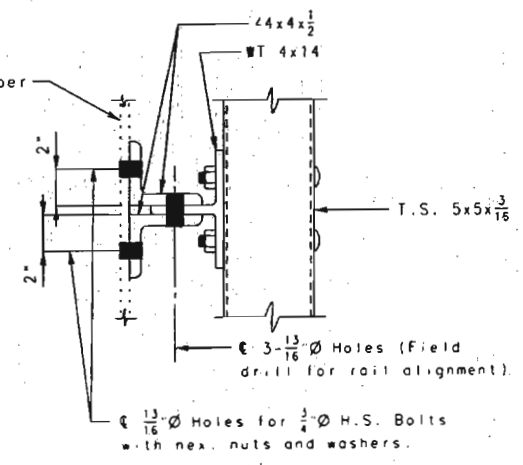 ∠4x4x1/2
WT 4x14
per
2"
2"
T.S. 5x5x3/16
℄ 3-13/16"Ø Holes (Field
drill for rail alignment)
℄ 13/16"Ø Holes for 3/4"Ø H.S. Bolts
with hex. nuts and washers.